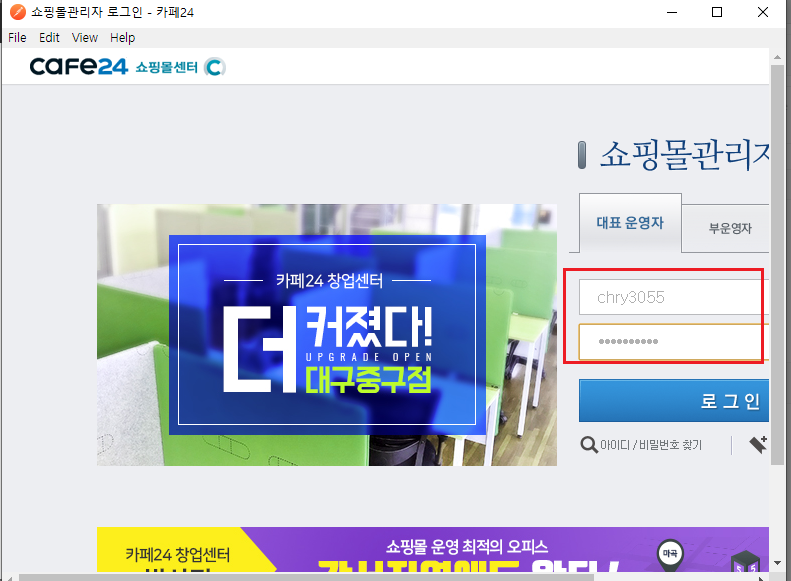 쇼핑몰관리자 로그인 - 카페24
File Edit View Help
cafe24 쇼핑몰센터 C
쇼핑몰관리자
대표 운영자
부운영자
chry3055
••••••••••
로그인
아이디 / 비밀번호 찾기
카페24 창업센터
더 커졌다!
UPGRADE OPEN
대구중구점
카페24 창업센터
쇼핑몰 운영 최적의 오피스
마곡